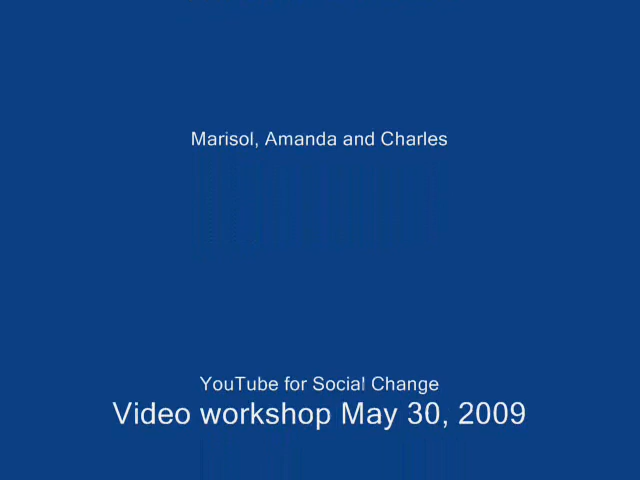 Marisol, Amanda and Charles
YouTube for Social Change
Video workshop May 30, 2009